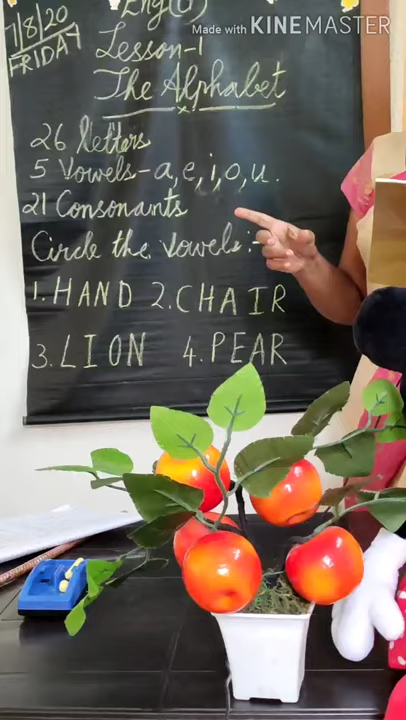 Made with KINEMASTER
7/8/20
FRIDAY
Eng(I)
Lesson-1
The Alphabet
x
26 letters
5 Vowels-a,e,i,o,u.
21 Consonants
Circle the vowels:-
1.HAND 2.CHAIR
3.LION 4.PEAR